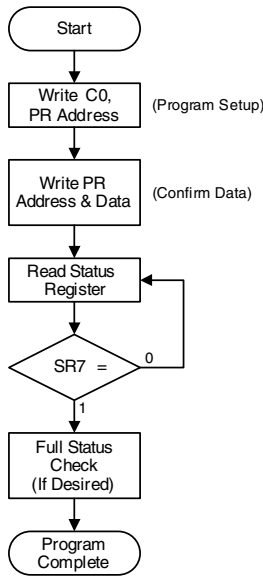 Start
Write C0,
PR Address
(Program Setup)
Write PR
Address & Data
(Confirm Data)
Read Status
Register
SR7 =
0
1
Full Status
Check
(If Desired)
Program
Complete